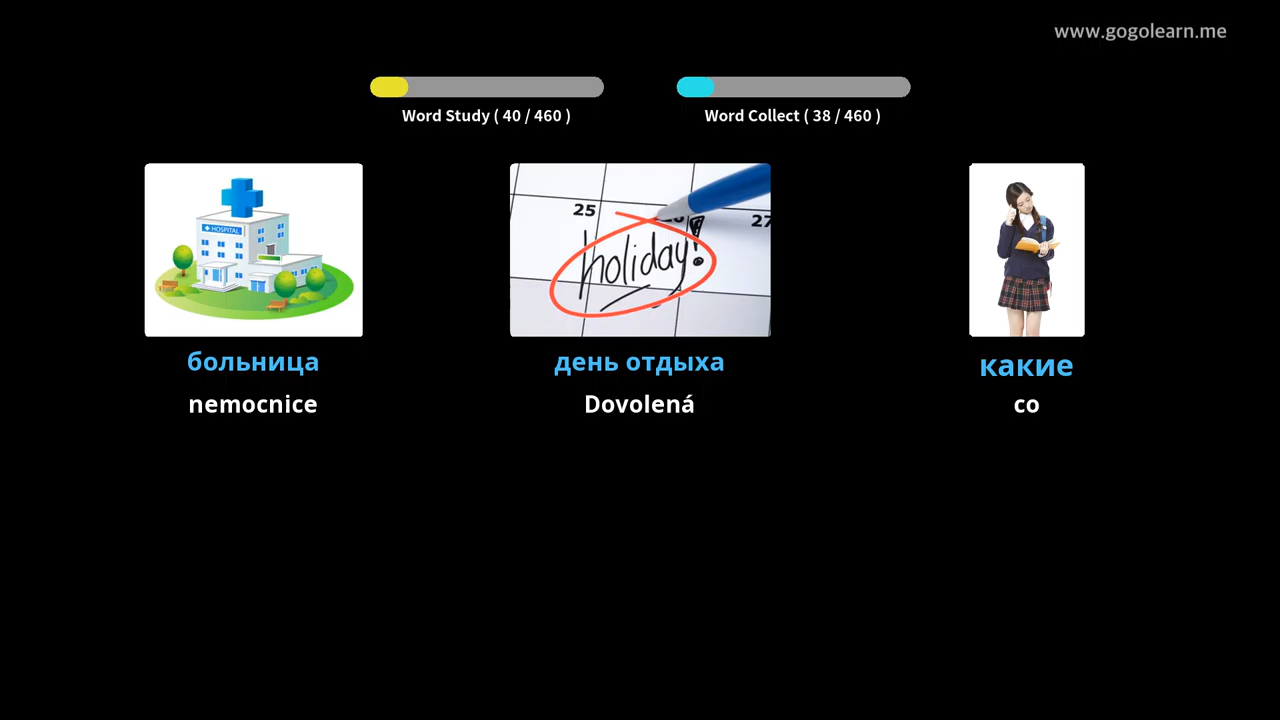 www.gogolearn.me
Word Study ( 40 / 460 )
Word Collect ( 38 / 460 )
HOSPITAL
25
27
holiday!
больница
день отдыха
какие
nemocnice
Dovolená
co